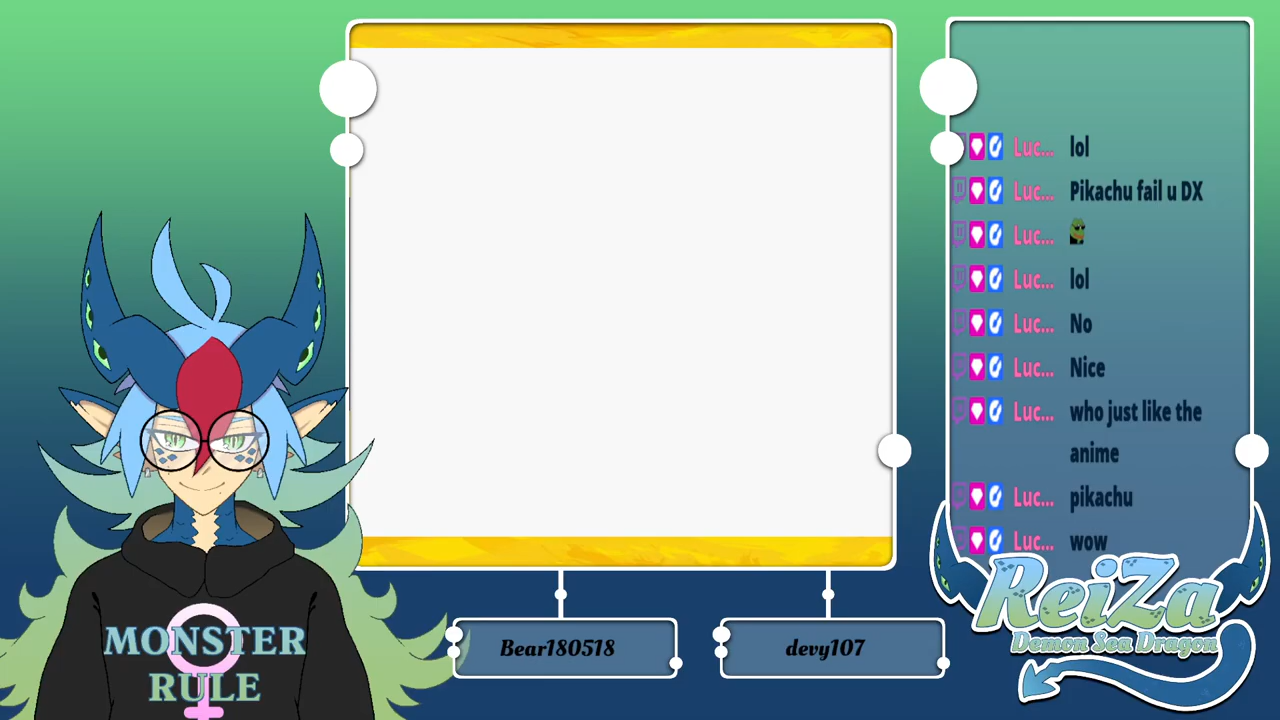 Luc... lol
Luc... Pikachu fail u DX
Luc...
Luc... lol
Luc... No
Luc... Nice
Luc... who just like the
anime
Luc... pikachu
Luc... wow
ReiZa
Demon Sea Dragon
MONSTER
RULE
Bear180518
devy107